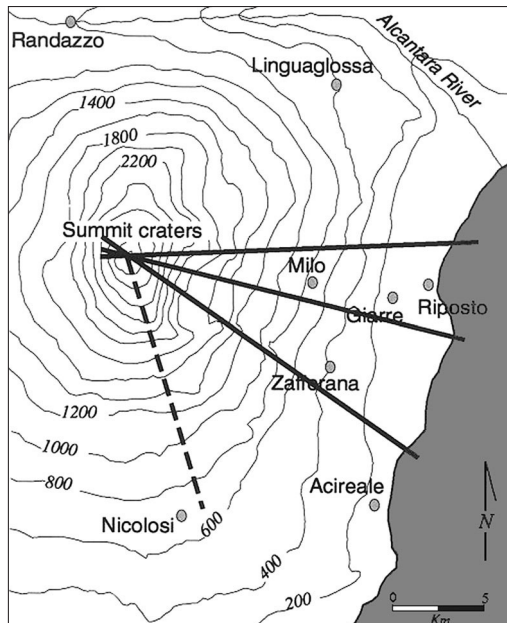 Randazzo
Linguaglossa
Alcantara River
1400
1800
2200
Summit craters
Milo
Giarre
Riposto
Zafferana
1200
1000
800
Acireale
Nicolosi
600
400
200
N
0 5
Km